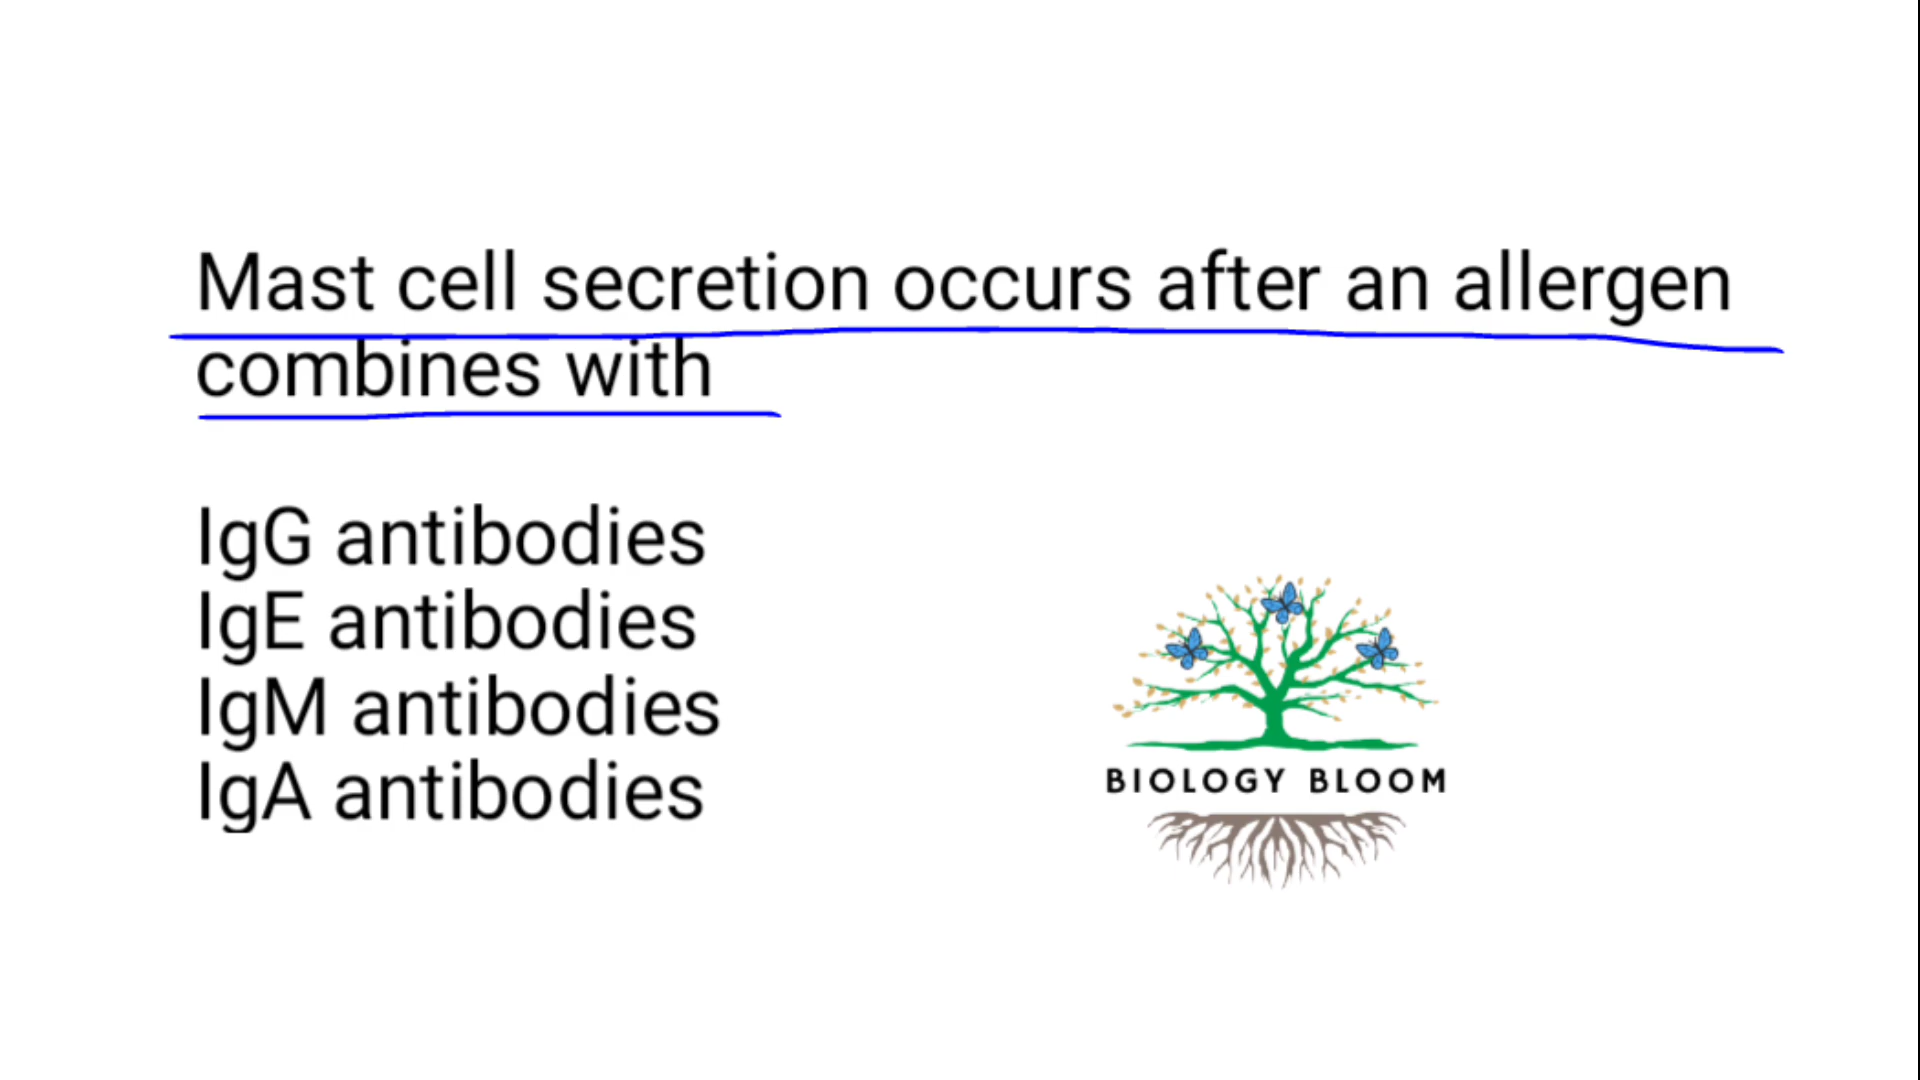 Mast cell secretion occurs after an allergen
combines with
IgG antibodies
IgE antibodies
IgM antibodies
IgA antibodies
BIOLOGY BLOOM